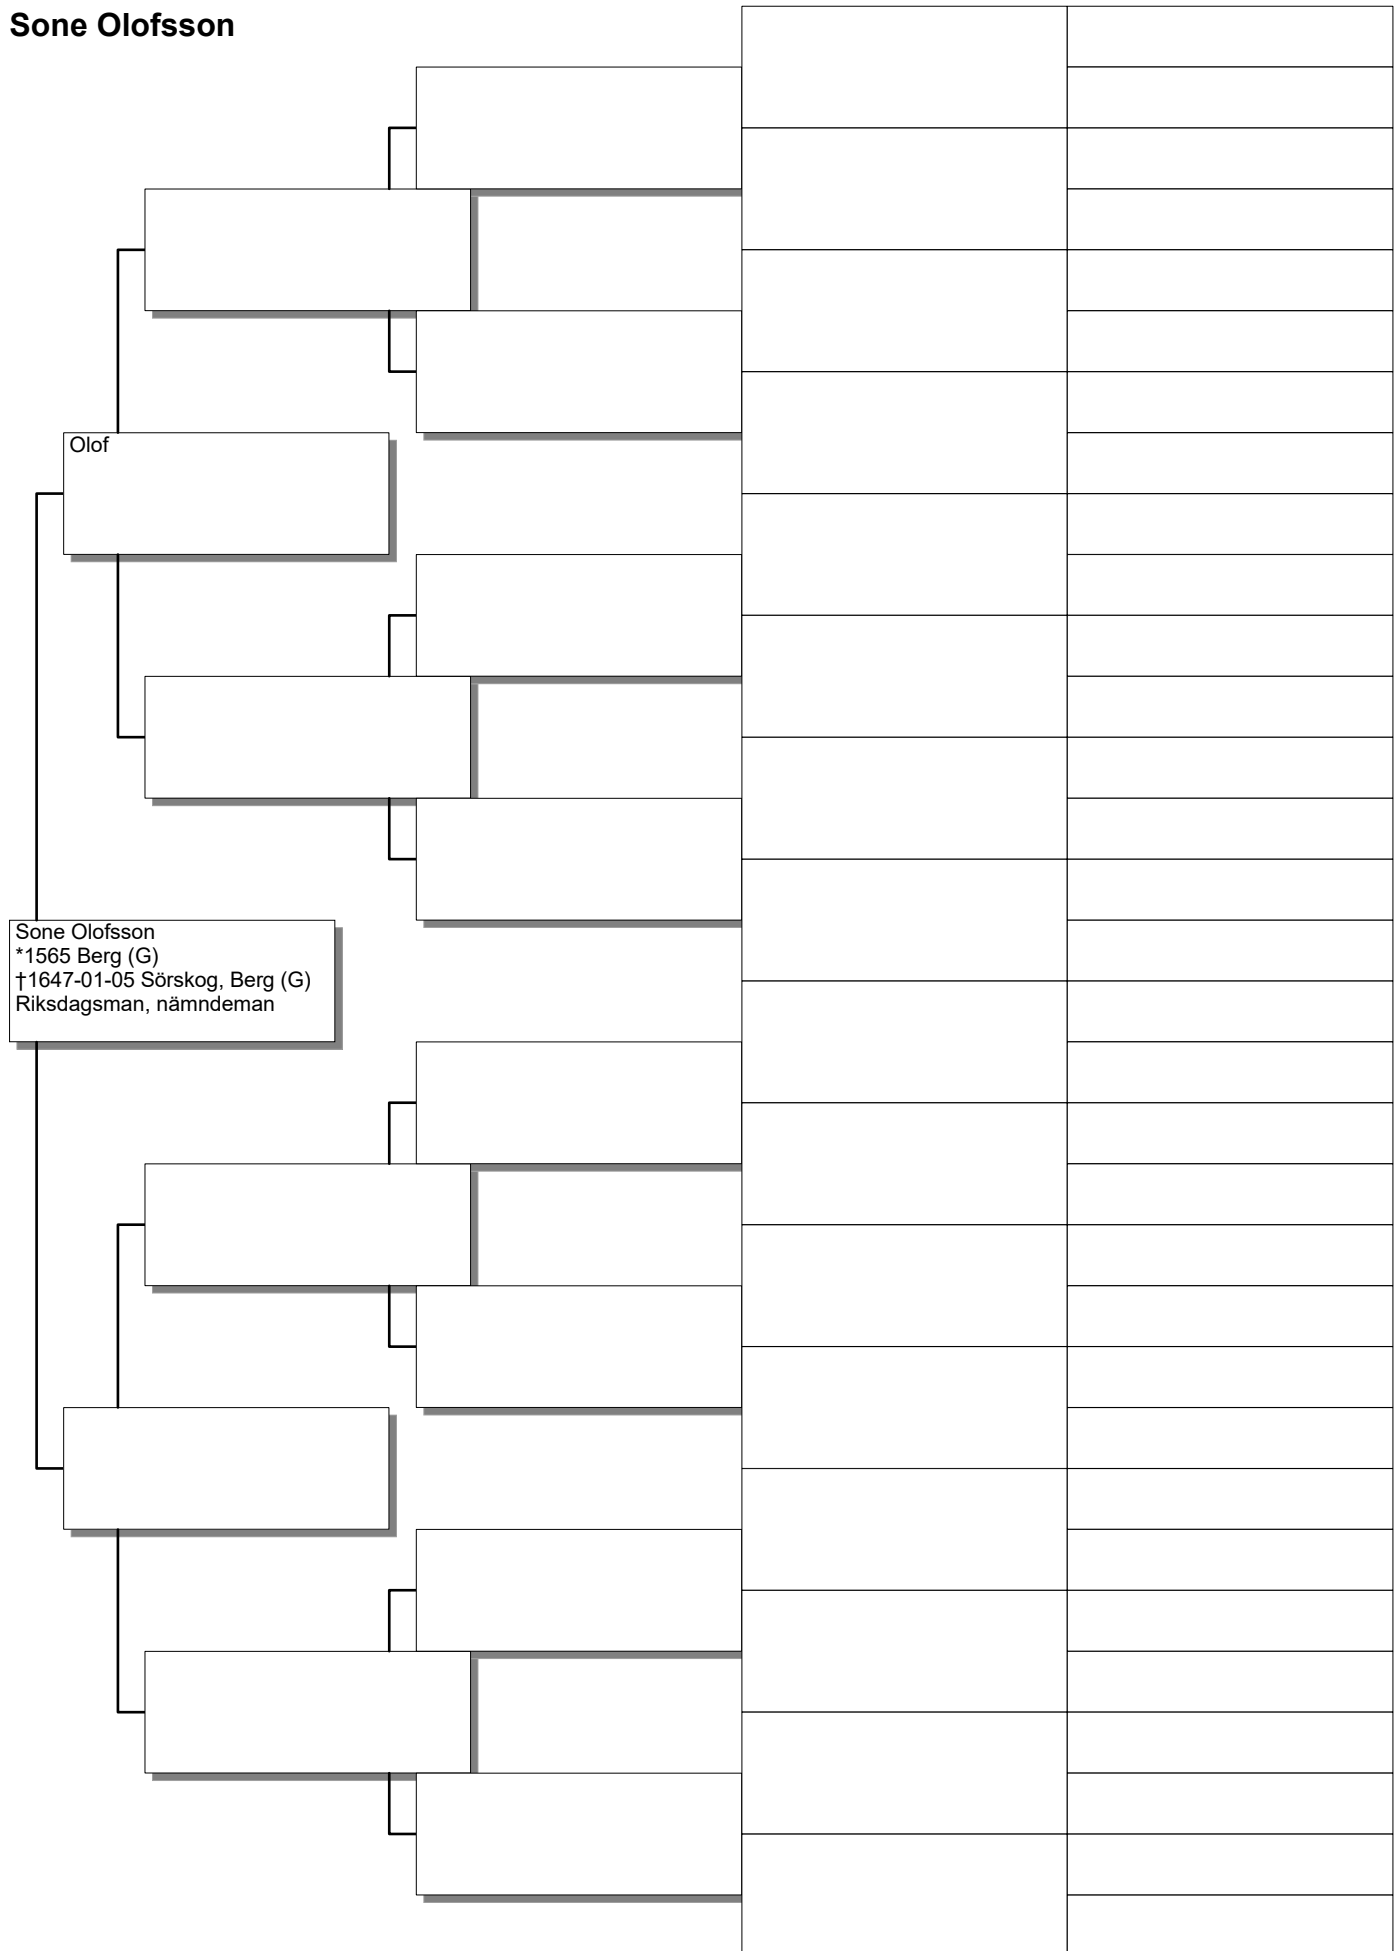 Sone Olofsson
Olof
Sone Olofsson
*1565 Berg (G)
†1647-01-05 Sörskog, Berg (G)
Riksdagsman, nämndeman